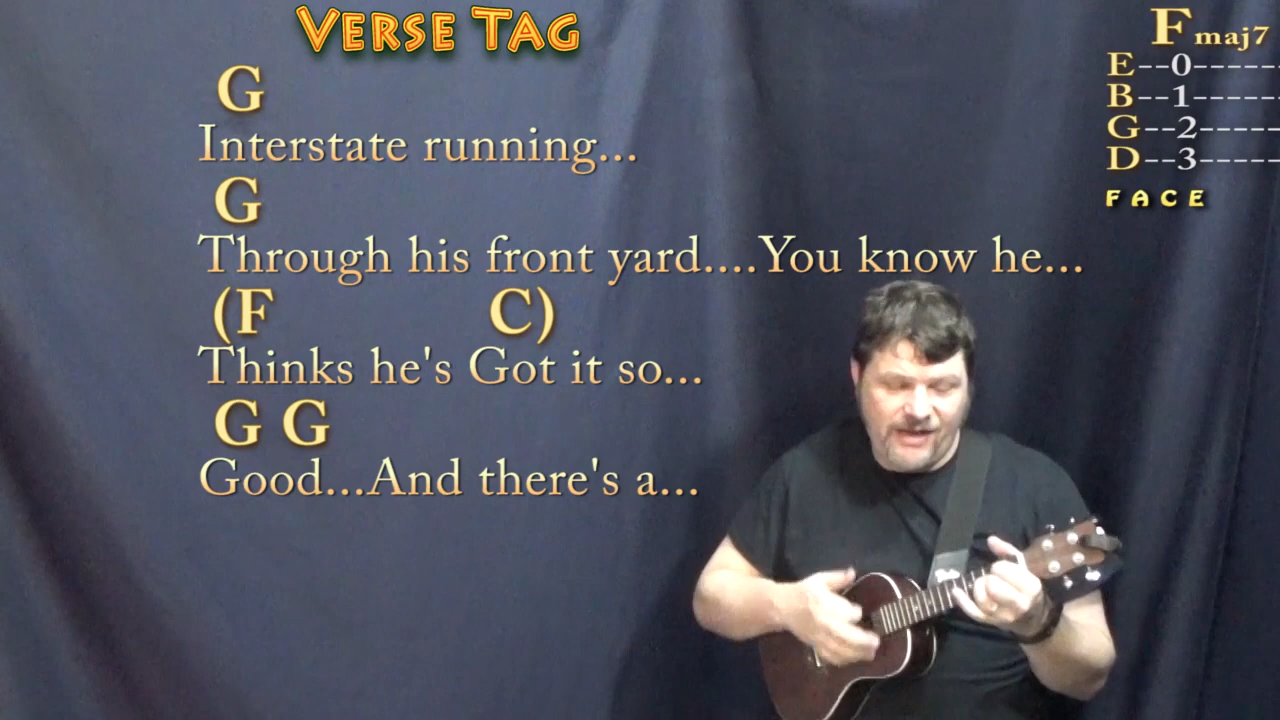 VERSE TAG
G
Interstate running...
G
Through his front yard....You know he...
(F C)
Thinks he's Got it so...
G G
Good...And there's a...
Fmaj7
E--0------
B--1------
G--2-----
D--3-----
F A C E